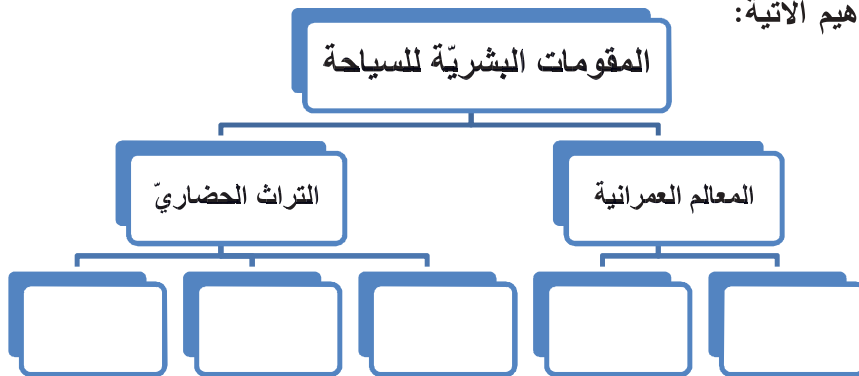 هيم الآتية:
المقومات البشريّة للسياحة
المعالم العمرانية
التراث الحضاريّ